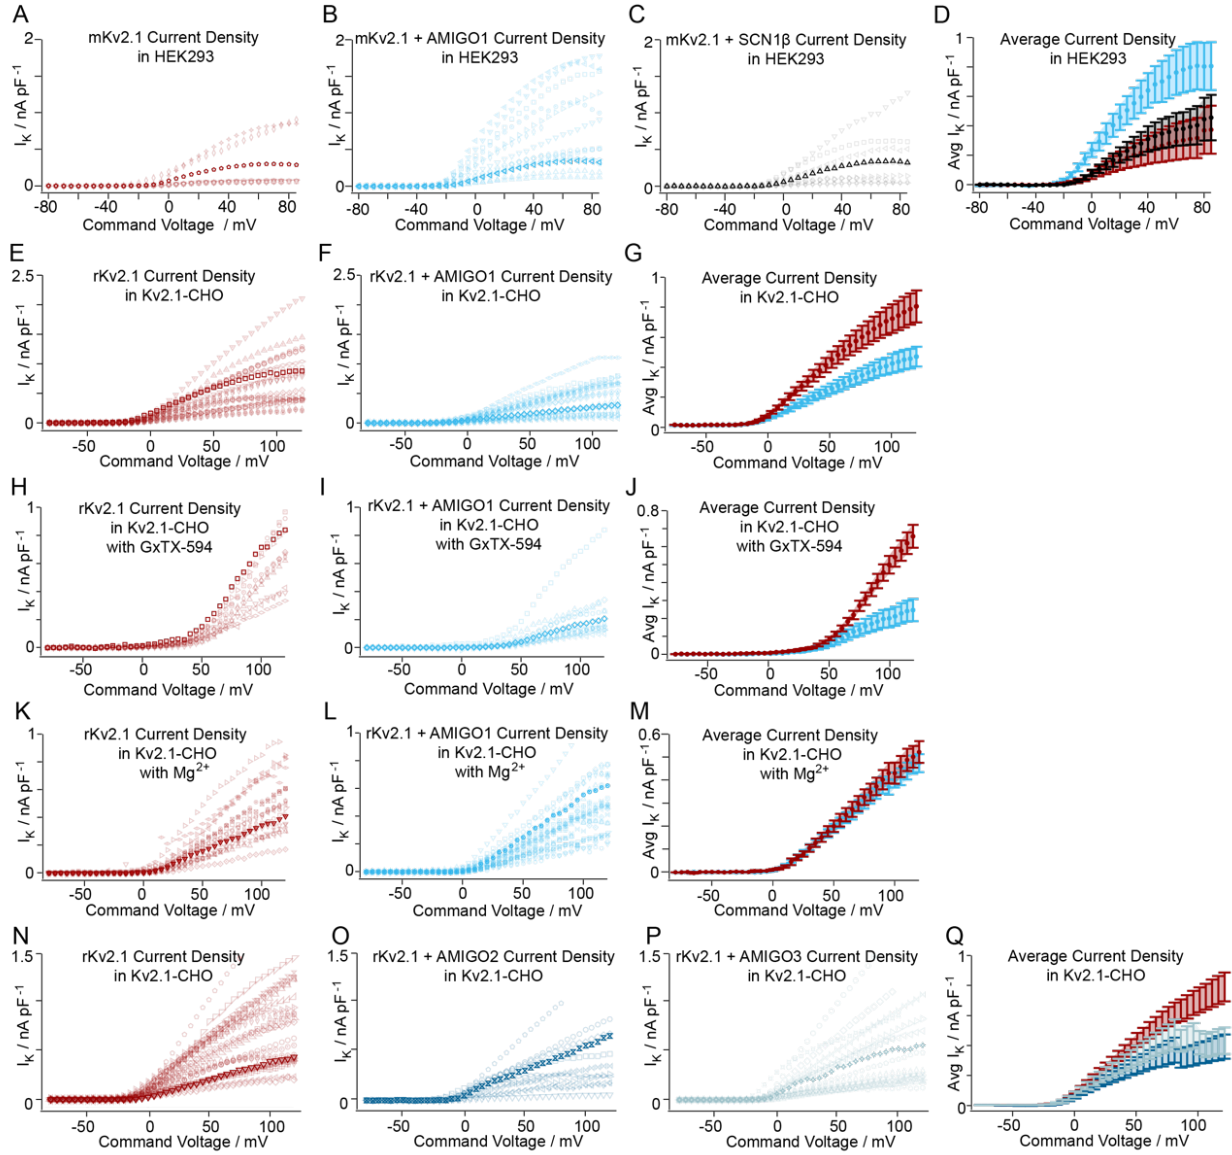 A
mKv2.1 Current Density
in HEK293
2
0
I_K / nA pF⁻¹
-80 -40 0 40 80
Command Voltage / mV
B
mKv2.1 + AMIGO1 Current Density
in HEK293
2
0
I_K / nA pF⁻¹
-80 -40 0 40 80
Command Voltage / mV
C
mKv2.1 + SCN1β Current Density
in HEK293
2
0
I_K / nA pF⁻¹
-80 -40 0 40 80
Command Voltage / mV
D
Average Current Density
in HEK293
1
0
Avg I_K / nA pF⁻¹
-80 -40 0 40 80
Command Voltage / mV
E
rKv2.1 Current Density
in Kv2.1-CHO
2.5
0
I_K / nA pF⁻¹
-50 0 50 100
Command Voltage / mV
F
rKv2.1 + AMIGO1 Current Density
in Kv2.1-CHO
2.5
0
I_K / nA pF⁻¹
-50 0 50 100
Command Voltage / mV
G
Average Current Density
in Kv2.1-CHO
1
0
Avg I_K / nA pF⁻¹
-50 0 50 100
Command Voltage / mV
H
rKv2.1 Current Density
in Kv2.1-CHO
with GxTX-594
1
0
I_K / nA pF⁻¹
-50 0 50 100
Command Voltage / mV
I
rKv2.1 + AMIGO1 Current Density
in Kv2.1-CHO
with GxTX-594
1
0
I_K / nA pF⁻¹
-50 0 50 100
Command Voltage / mV
J
Average Current Density
in Kv2.1-CHO
with GxTX-594
0.8
0
Avg I_K / nA pF⁻¹
-50 0 50 100
Command Voltage / mV
K
rKv2.1 Current Density
in Kv2.1-CHO
with Mg²⁺
1
0
I_K / nA pF⁻¹
-50 0 50 100
Command Voltage / mV
L
rKv2.1 + AMIGO1 Current Density
in Kv2.1-CHO
with Mg²⁺
1
0
I_K / nA pF⁻¹
-50 0 50 100
Command Voltage / mV
M
Average Current Density
in Kv2.1-CHO
with Mg²⁺
0.6
0
Avg I_K / nA pF⁻¹
-50 0 50 100
Command Voltage / mV
N
rKv2.1 Current Density
in Kv2.1-CHO
1.5
0
I_K / nA pF⁻¹
-50 0 50 100
Command Voltage / mV
O
rKv2.1 + AMIGO2 Current Density
in Kv2.1-CHO
1.5
0
I_K / nA pF⁻¹
-50 0 50 100
Command Voltage / mV
P
rKv2.1 + AMIGO3 Current Density
in Kv2.1-CHO
1.5
0
I_K / nA pF⁻¹
-50 0 50 100
Command Voltage / mV
Q
Average Current Density
in Kv2.1-CHO
1
0
Avg I_K / nA pF⁻¹
-50 0 50 100
Command Voltage / mV